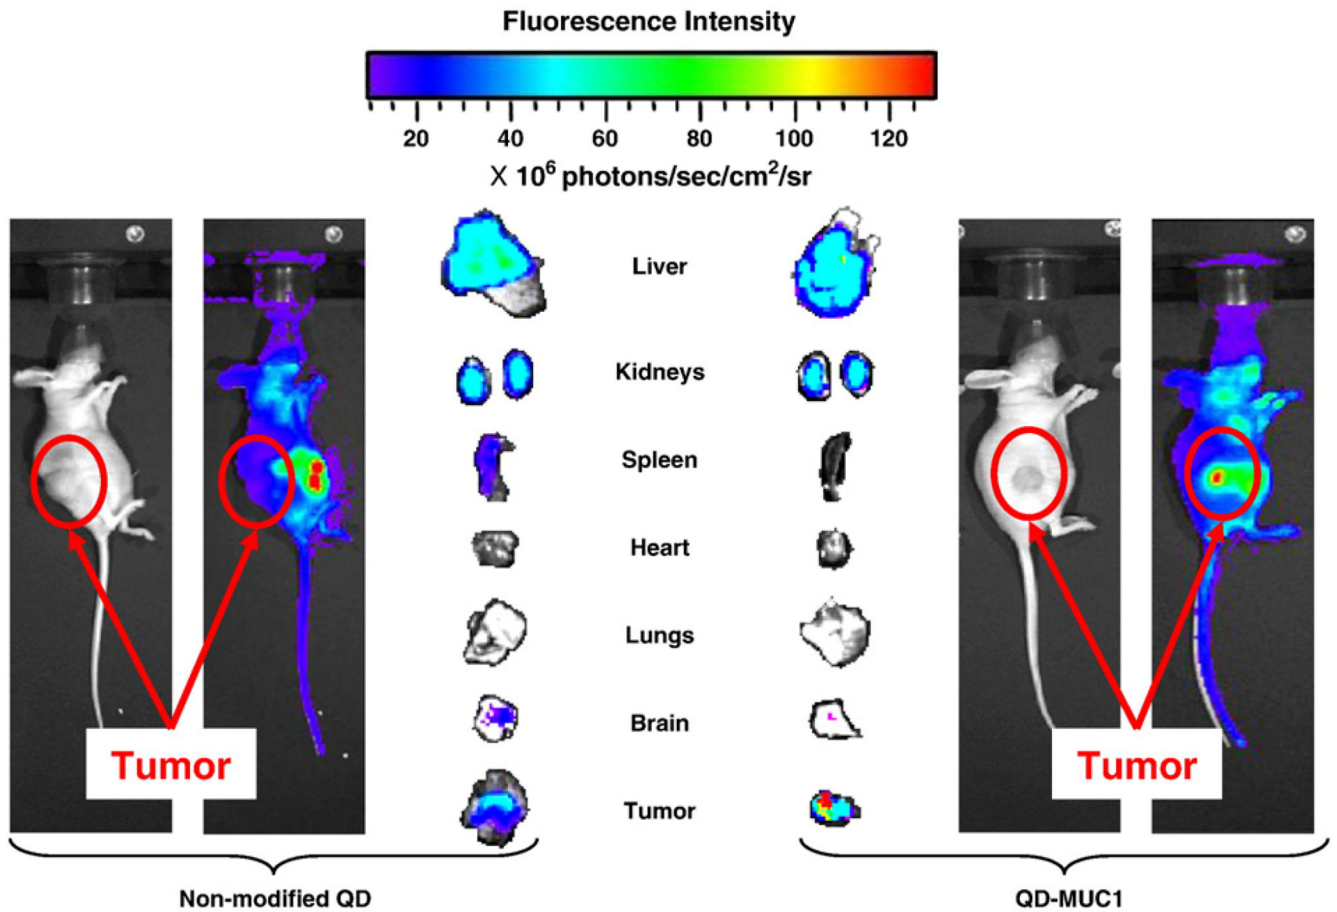 Fluorescence Intensity
20 40 60 80 100 120
X 10⁶ photons/sec/cm²/sr
Liver
Kidneys
Spleen
Heart
Lungs
Brain
Tumor
Tumor
Tumor
Non-modified QD
QD-MUC1